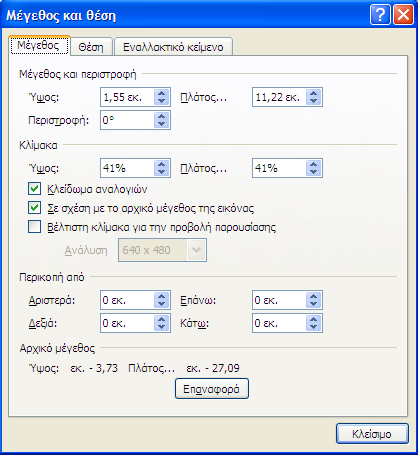 Μέγεθος και θέση
Μέγεθος Θέση Εναλλακτικό κείμενο
Μέγεθος και περιστροφή
Ύψος: 1,55 εκ. Πλάτος... 11,22 εκ.
Περιστροφή: 0°
Κλίμακα
Ύψος: 41% Πλάτος... 41%
Κλείδωμα αναλογιών
Σε σχέση με το αρχικό μέγεθος της εικόνας
Βέλτιστη κλίμακα για την προβολή παρουσίασης
Ανάλυση 640 x 480
Περικοπή από
Αριστερά: 0 εκ. Επάνω: 0 εκ.
Δεξιά: 0 εκ. Κάτω: 0 εκ.
Αρχικό μέγεθος
Ύψος: εκ. - 3,73 Πλάτος... εκ. - 27,09
Επαναφορά
Κλείσιμο